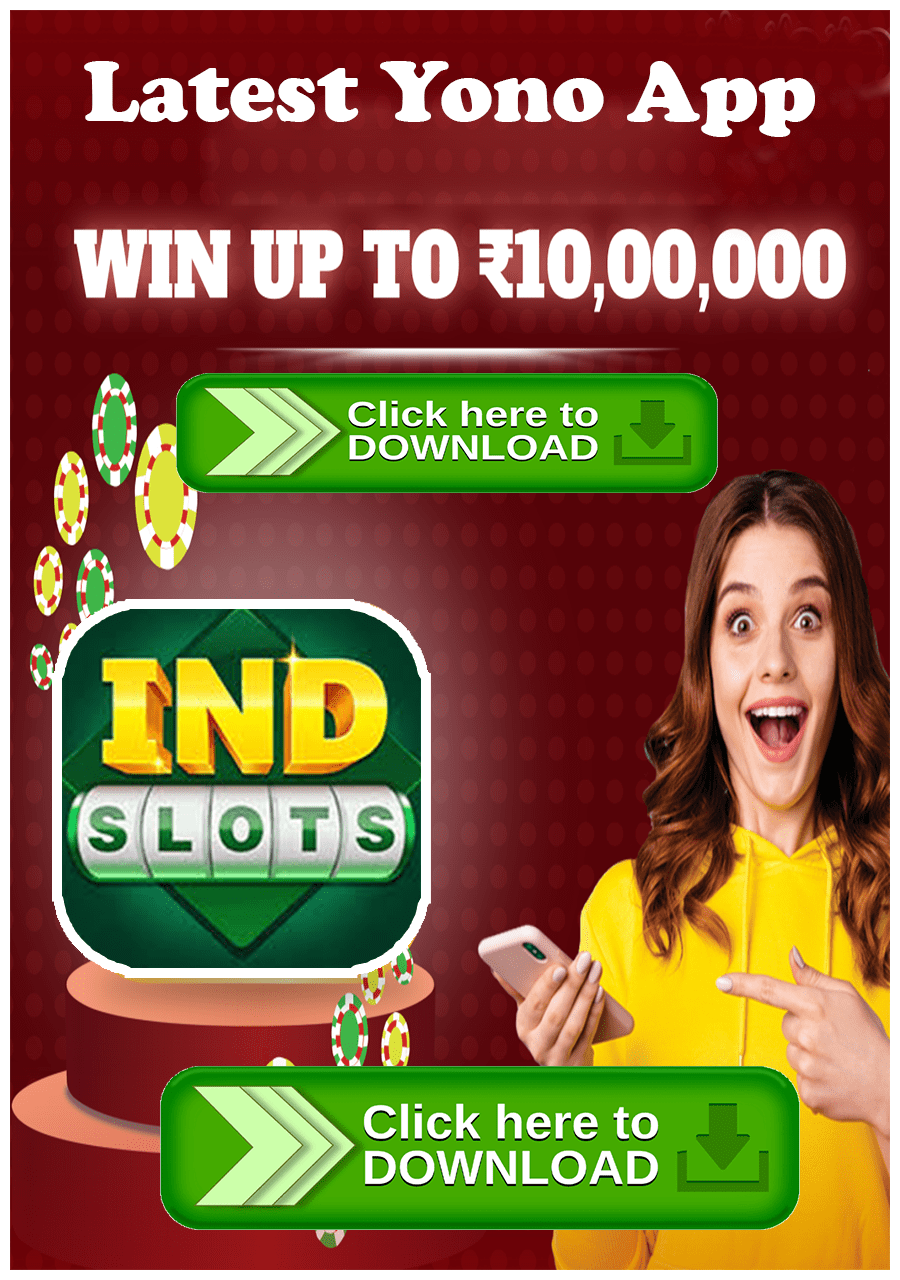 Latest Yono App
WIN UP TO ₹10,00,000
Click here to
DOWNLOAD
IND
SLOTS
Click here to
DOWNLOAD